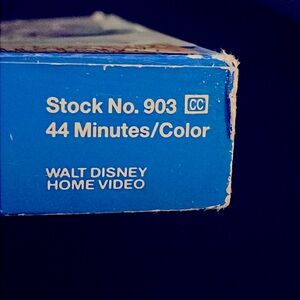 Stock No. 903 CC
44 Minutes/Color
WALT DISNEY
HOME VIDEO